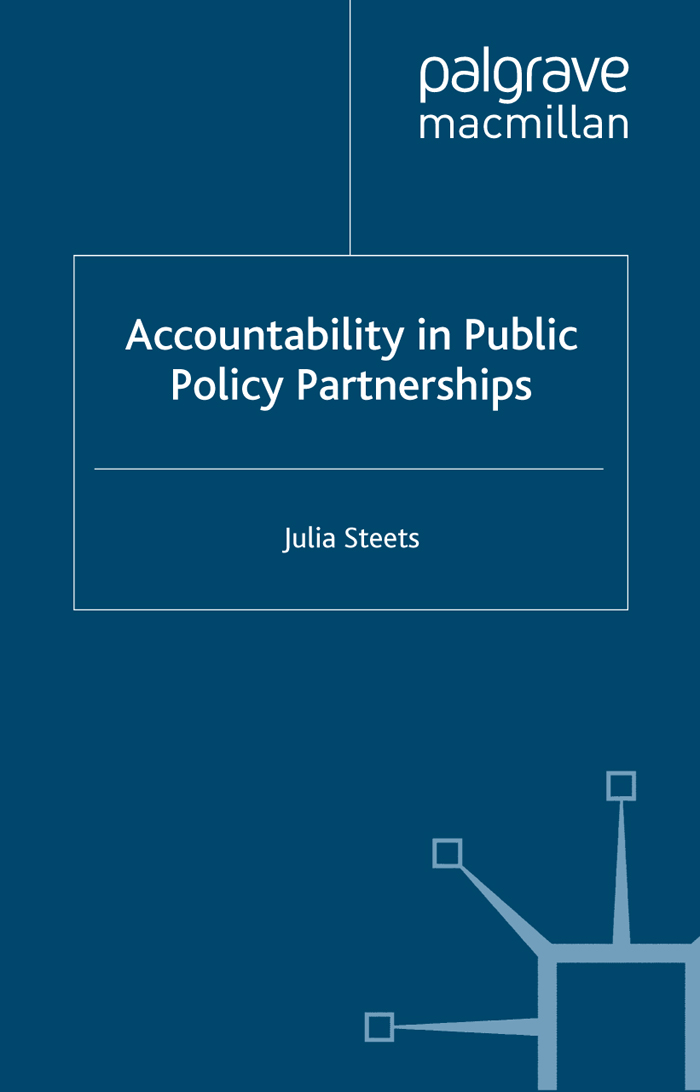 palgrave
macmillan
Accountability in Public
Policy Partnerships
Julia Steets